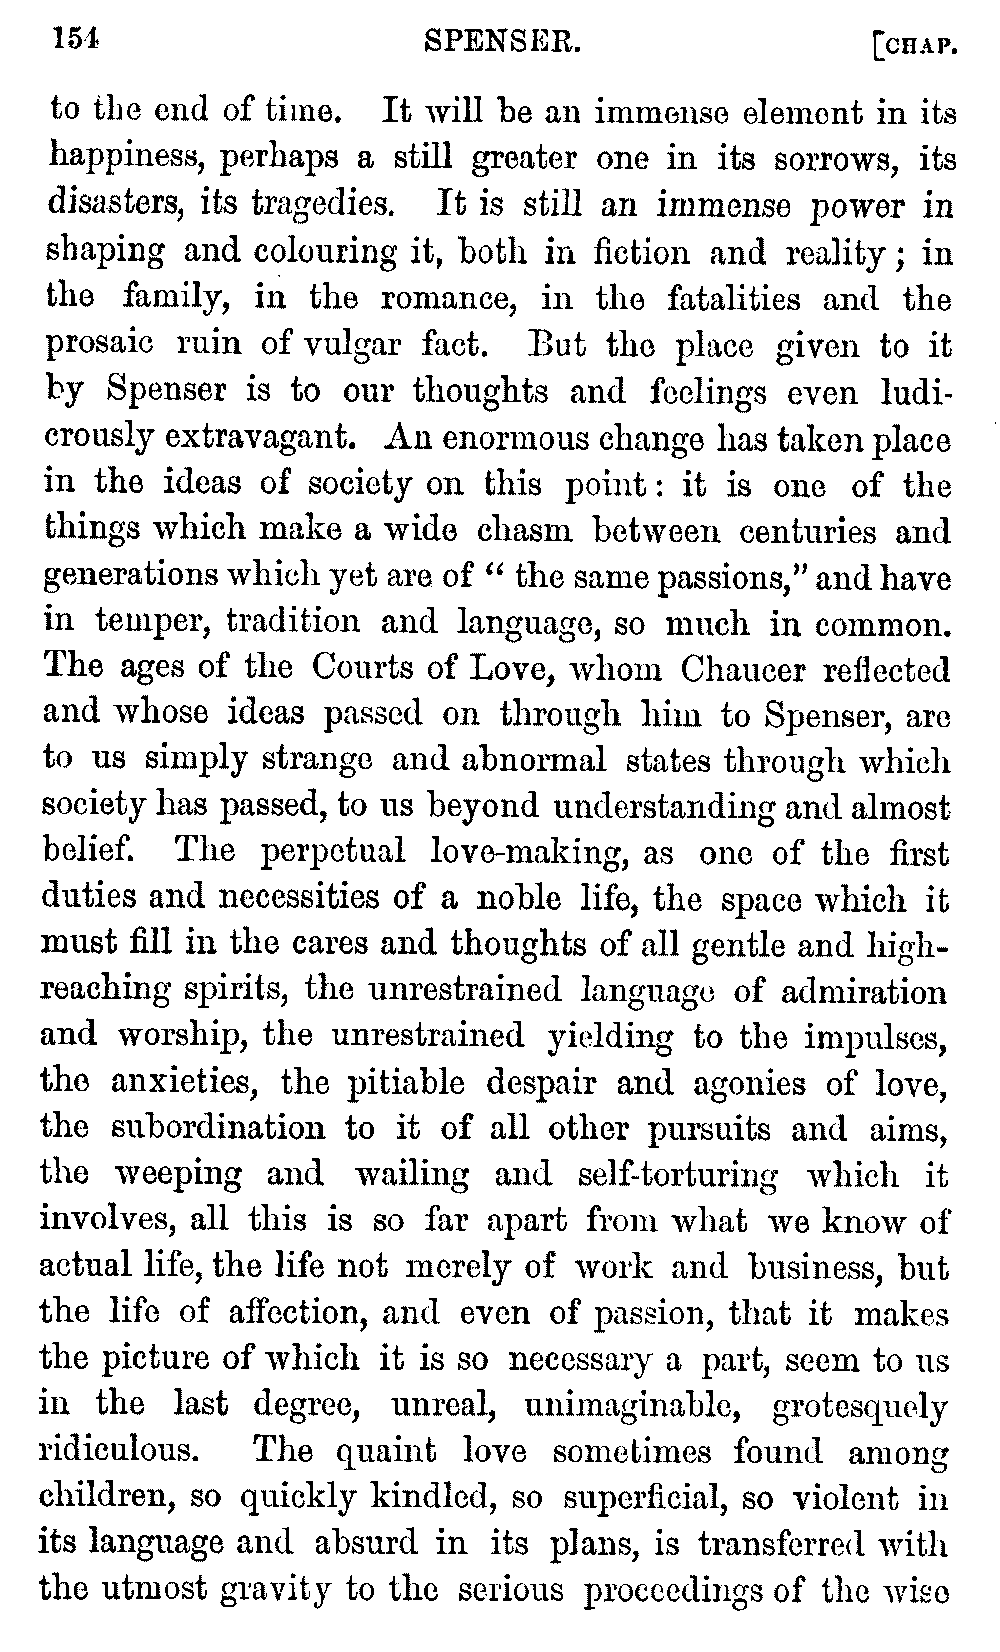 154 SPENSER. [CHAP.
to the end of time. It will be an immense element in its
happiness, perhaps a still greater one in its sorrows, its
disasters, its tragedies. It is still an immense power in
shaping and colouring it, both in fiction and reality; in
the family, in the romance, in the fatalities and the
prosaic ruin of vulgar fact. But the place given to it
by Spenser is to our thoughts and feelings even ludi-
crously extravagant. An enormous change has taken place
in the ideas of society on this point: it is one of the
things which make a wide chasm between centuries and
generations which yet are of “ the same passions,” and have
in temper, tradition and language, so much in common.
The ages of the Courts of Love, whom Chaucer reflected
and whose ideas passed on through him to Spenser, are
to us simply strange and abnormal states through which
society has passed, to us beyond understanding and almost
belief. The perpetual love-making, as one of the first
duties and necessities of a noble life, the space which it
must fill in the cares and thoughts of all gentle and high-
reaching spirits, the unrestrained language of admiration
and worship, the unrestrained yielding to the impulses,
the anxieties, the pitiable despair and agonies of love,
the subordination to it of all other pursuits and aims,
the weeping and wailing and self-torturing which it
involves, all this is so far apart from what we know of
actual life, the life not merely of work and business, but
the life of affection, and even of passion, that it makes
the picture of which it is so necessary a part, seem to us
in the last degree, unreal, unimaginable, grotesquely
ridiculous. The quaint love sometimes found among
children, so quickly kindled, so superficial, so violent in
its language and absurd in its plans, is transferred with
the utmost gravity to the serious proceedings of the wise